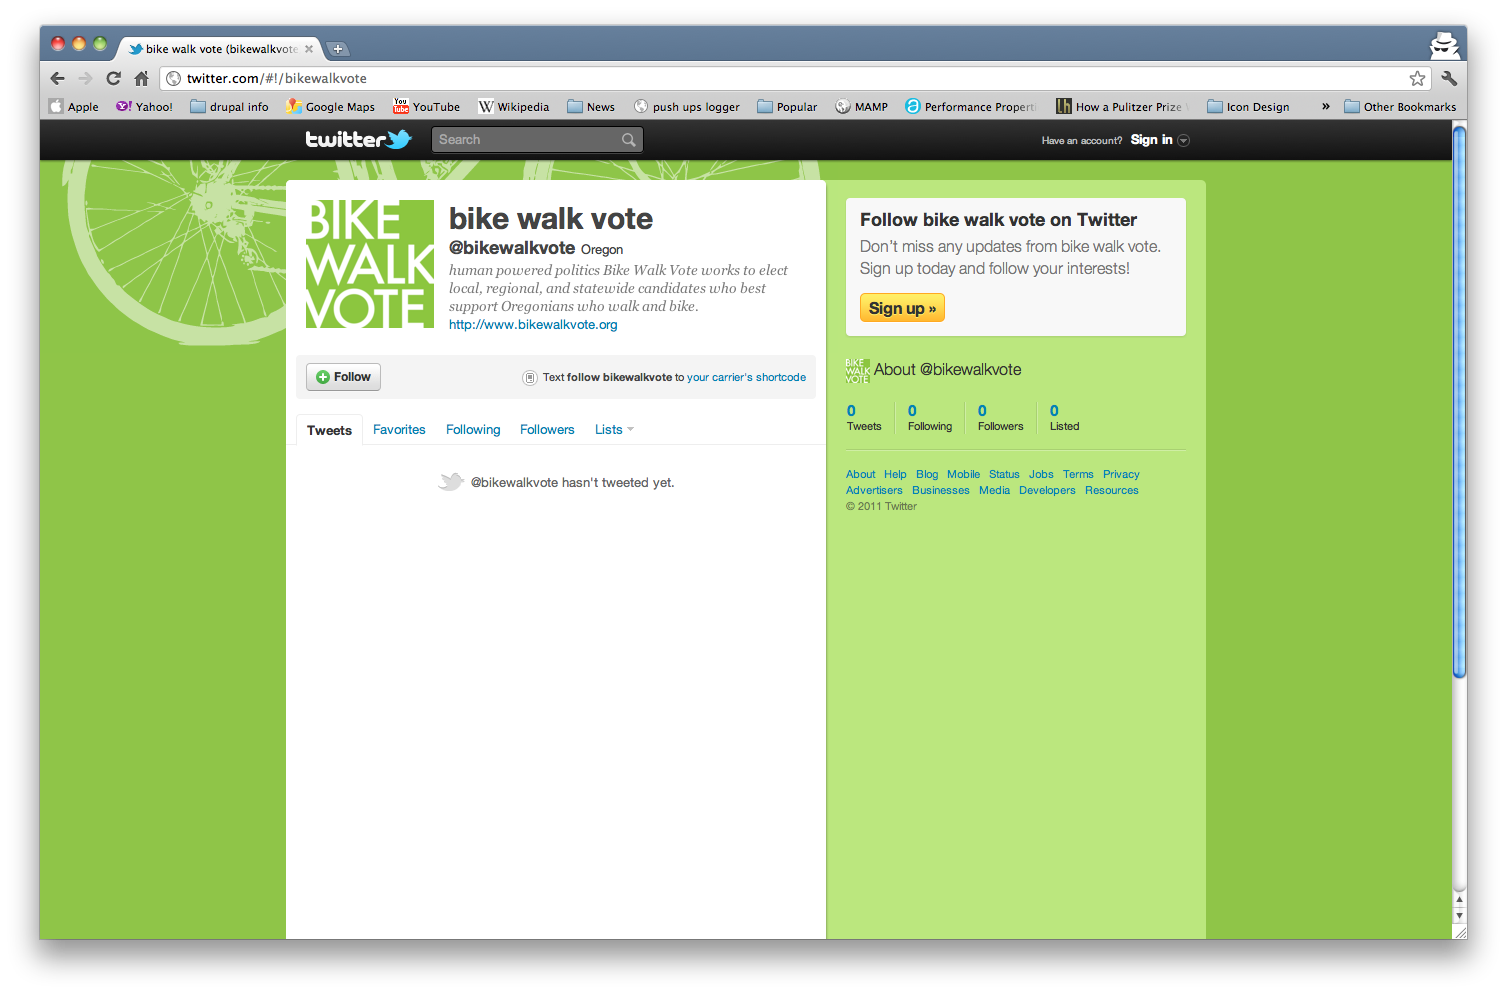 bike walk vote (bikewalkvote
twitter.com/#!/bikewalkvote
Apple Yahoo! drupal info Google Maps YouTube Wikipedia News push ups logger Popular MAMP Performance Properti How a Pulitzer Prize Icon Design » Other Bookmarks
twitter Search Have an account? Sign in
BIKE
WALK
VOTE
bike walk vote
@bikewalkvote Oregon
human powered politics Bike Walk Vote works to elect
local, regional, and statewide candidates who best
support Oregonians who walk and bike.
http://www.bikewalkvote.org
Follow Text follow bikewalkvote to your carrier's shortcode
Tweets Favorites Following Followers Lists
@bikewalkvote hasn't tweeted yet.
Follow bike walk vote on Twitter
Don't miss any updates from bike walk vote.
Sign up today and follow your interests!
Sign up »
BIKE
WALK
VOTE
About @bikewalkvote
0 0 0 0
Tweets Following Followers Listed
About Help Blog Mobile Status Jobs Terms Privacy
Advertisers Businesses Media Developers Resources
© 2011 Twitter